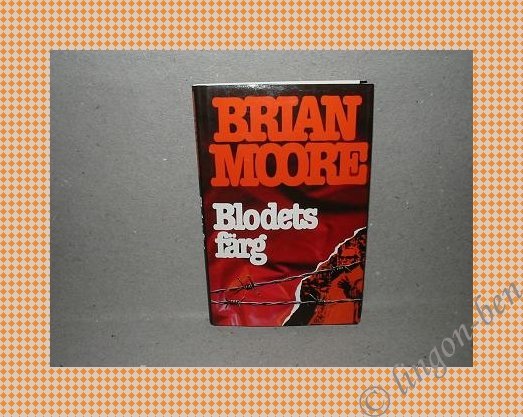 BRIAN
MOORE
Blodets
färg
© lingon-ben